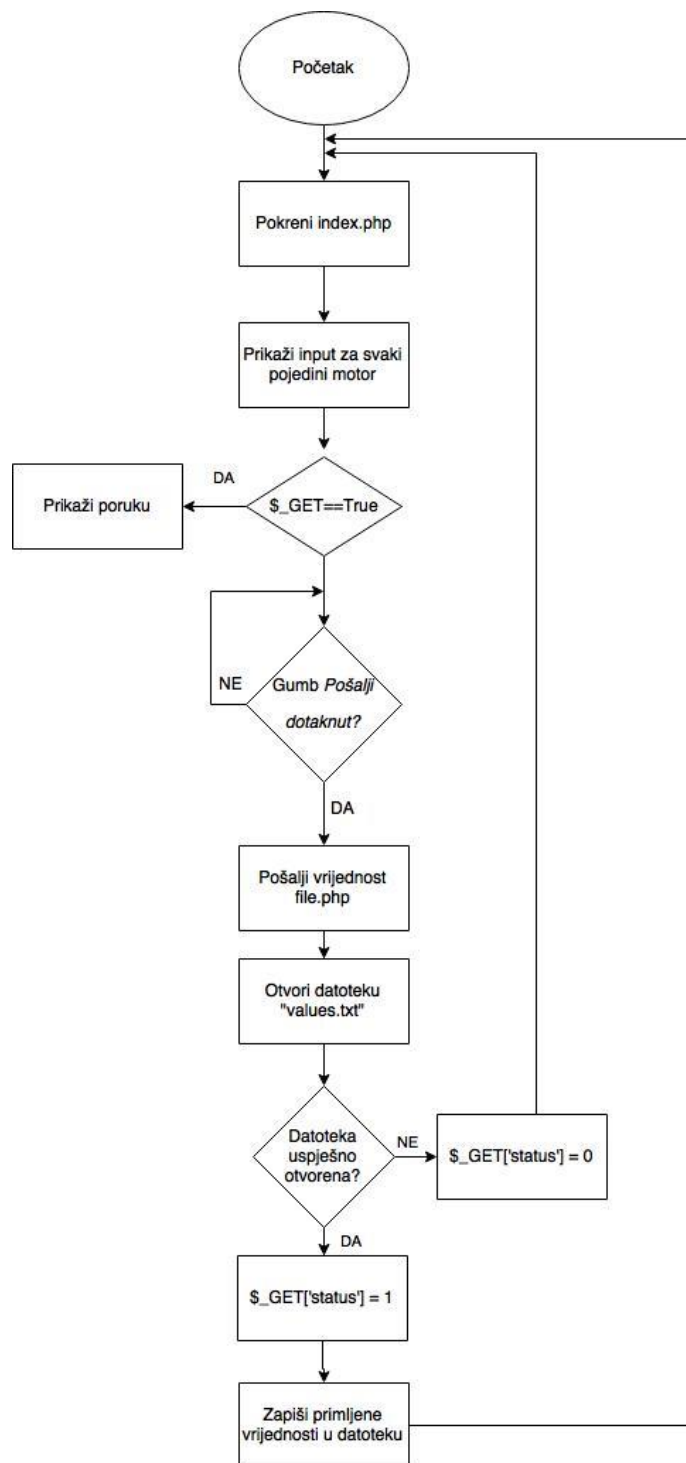 Početak
Pokreni index.php
Prikaži input za svaki
pojedini motor
DA
Prikaži poruku
$_GET==True
NE
Gumb Pošalji
dotaknut?
DA
Pošalji vrijednost
file.php
Otvori datoteku
"values.txt"
Datoteka
uspješno
otvorena?
NE
$_GET['status'] = 0
DA
$_GET['status'] = 1
Zapiši primljene
vrijednosti u datoteku